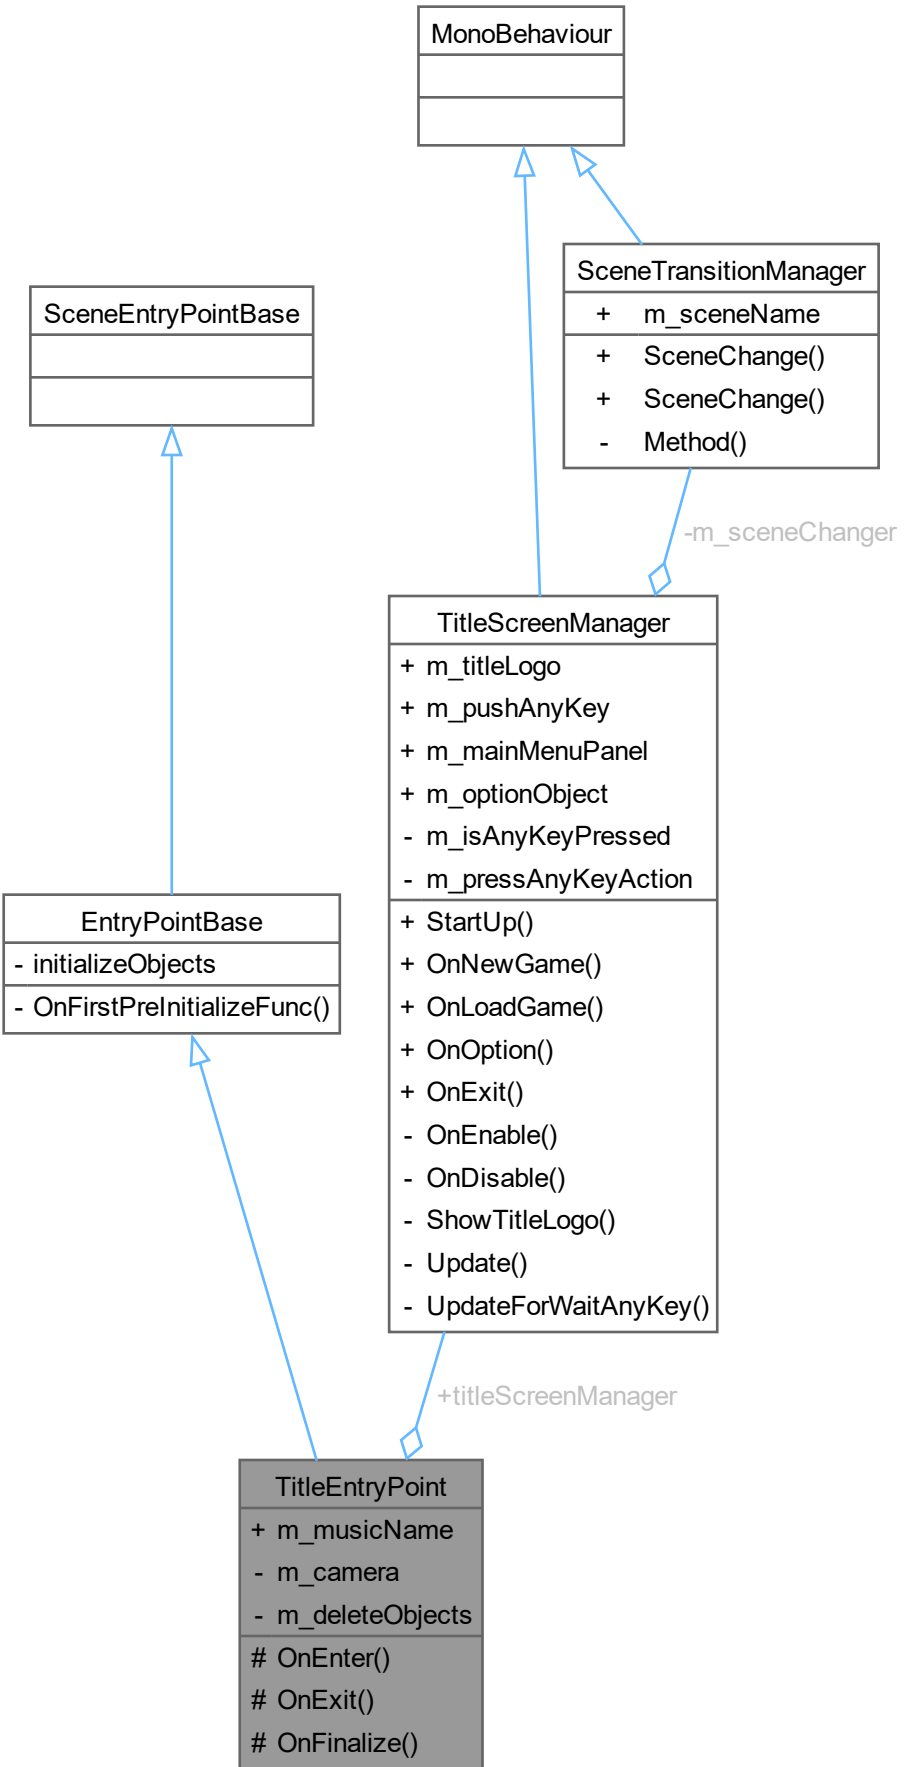 MonoBehaviour
SceneTransitionManager
+ m_sceneName
+ SceneChange()
+ SceneChange()
- Method()
SceneEntryPointBase
-m_sceneChanger
TitleScreenManager
+ m_titleLogo
+ m_pushAnyKey
+ m_mainMenuPanel
+ m_optionObject
- m_isAnyKeyPressed
- m_pressAnyKeyAction
+ StartUp()
+ OnNewGame()
+ OnLoadGame()
+ OnOption()
+ OnExit()
- OnEnable()
- OnDisable()
- ShowTitleLogo()
- Update()
- UpdateForWaitAnyKey()
EntryPointBase
- initializeObjects
- OnFirstPreInitializeFunc()
+titleScreenManager
TitleEntryPoint
+ m_musicName
- m_camera
- m_deleteObjects
# OnEnter()
# OnExit()
# OnFinalize()